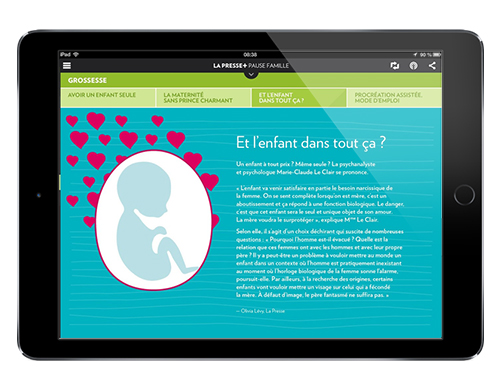 iPad 08:38 98 %
LA PRESSE+ PAUSE FAMILLE
GROSSESSE
AVOIR UN ENFANT SEULE
LA MATERNITÉ
SANS PRINCE CHARMANT
ET L'ENFANT
DANS TOUT ÇA ?
PROCRÉATION ASSISTÉE,
MODE D'EMPLOI
Et l'enfant dans tout ça ?
Un enfant à tout prix ? Même seule ? La psychanalyste
et psychologue Marie-Claude Le Clair se prononce.
« L'enfant va venir satisfaire en partie le besoin narcissique de
la femme. On se sent complète lorsqu'on est mère, c'est un
aboutissement et ça répond à une fonction biologique. Le danger,
c'est que cet enfant sera le seul et unique objet de son amour.
La mère voudra le surprotéger », explique Mme Le Clair.
Selon elle, il s'agit d'un choix déchirant qui suscite de nombreuses
questions : « Pourquoi l'homme est-il évacué ? Quelle est la
relation que ces femmes ont avec les hommes et avec leur propre
père ? Il y a peut-être un problème à vouloir mettre au monde un
enfant dans un contexte où l'homme est pratiquement inexistant
au moment où l'horloge biologique de la femme sonne l'alarme,
poursuit-elle. Par ailleurs, à la recherche des origines, certains
enfants vont vouloir mettre un visage sur celui qui a fécondé
la mère. À défaut d'image, le père fantasmé ne suffira pas. »
— Olivia Lévy, La Presse